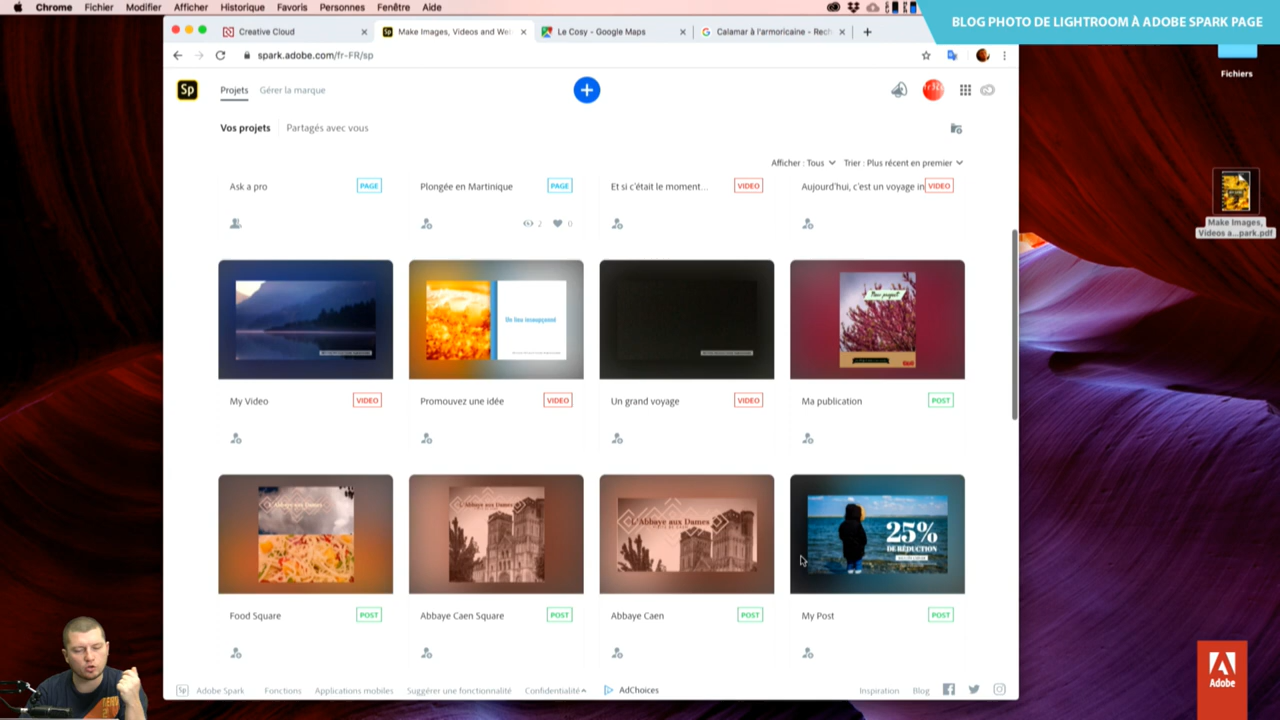 Chrome Fichier Modifier Afficher Historique Favoris Personnes Fenêtre Aide
BLOG PHOTO DE LIGHTROOM À ADOBE SPARK PAGE
Creative Cloud
Make Images, Videos and We
Le Cosy - Google Maps
Calamar à l'armoricaine - Rech
spark.adobe.com/fr-FR/sp
Fichiers
Sp
Projets
Gérer la marque
Vos projets
Partagés avec vous
Afficher : Tous
Trier : Plus récent en premier
Ask a pro PAGE
Plongée en Martinique PAGE
Et si c'était le moment... VIDEO
Aujourd'hui, c'est un voyage in VIDEO
2 0
Make Images,
Videos a...park.pdf
Un lieu insoupçonné
My Video VIDEO
Promouvez une idée VIDEO
Un grand voyage VIDEO
Ma publication POST
L'Abbaye aux Dames
25%
DE RÉDUCTION
Food Square POST
Abbaye Caen Square POST
Abbaye Caen POST
My Post POST
Sp Adobe Spark Fonctions Applications mobiles Suggérer une fonctionnalité Confidentialité AdChoices Inspiration Blog
Adobe